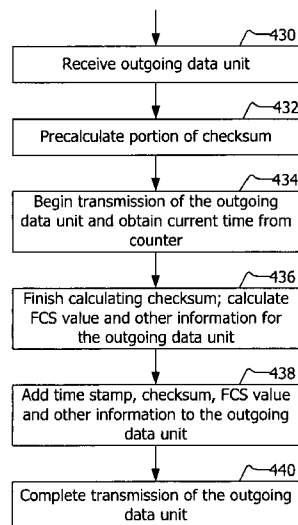 430
Receive outgoing data unit
432
Precalculate portion of checksum
434
Begin transmission of the outgoing
data unit and obtain current time from
counter
436
Finish calculating checksum; calculate
FCS value and other information for
the outgoing data unit
438
Add time stamp, checksum, FCS value
and other information to the outgoing
data unit
440
Complete transmission of the outgoing
data unit